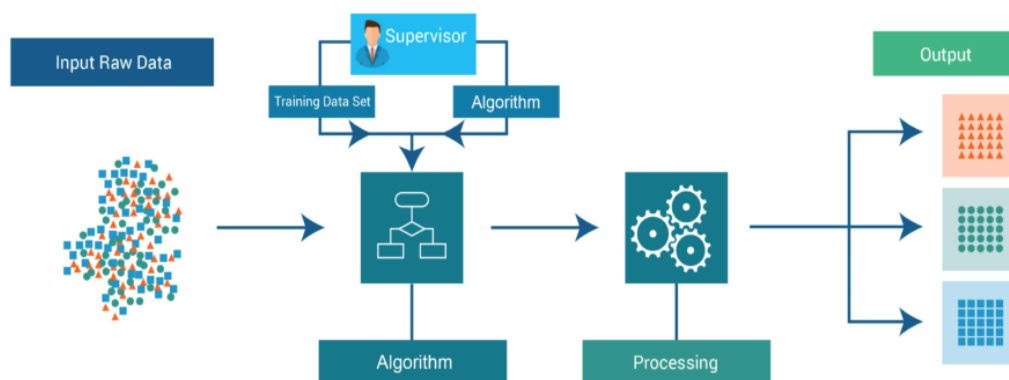 Input Raw Data
Supervisor
Training Data Set
Algorithm
Output
Algorithm
Processing